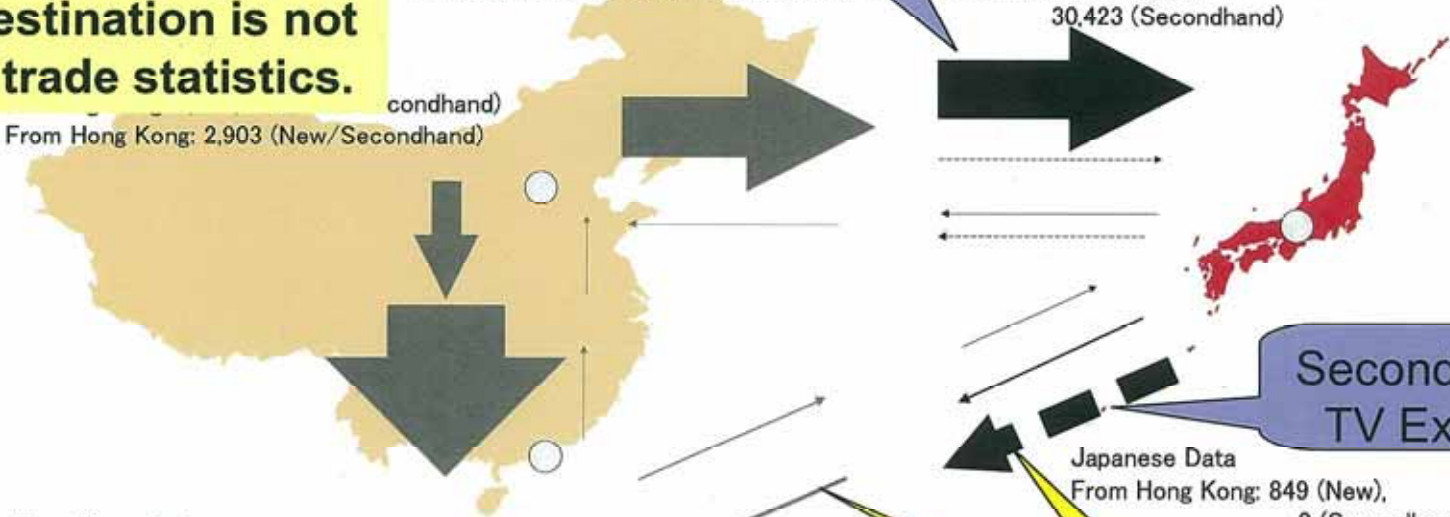 estination is not
trade statistics.
condhand)
From Hong Kong: 2,903 (New/Secondhand)
30,423 (Secondhand)
Second
TV Ex
Japanese Data
From Hong Kong: 849 (New),